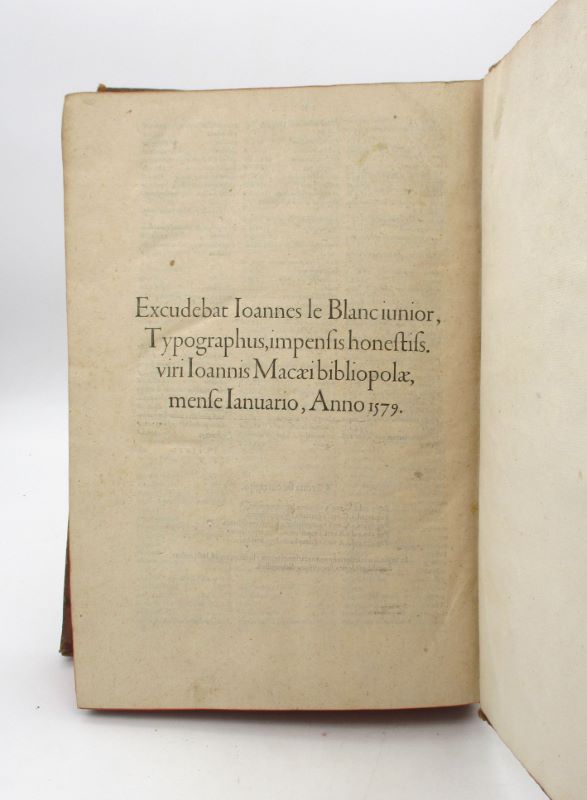 Excudebat Ioannes le Blanc iunior,
Typographus, impenſis honeſtiſs.
viri Ioannis Macæi bibliopolæ,
menſe Ianuario, Anno 1579.